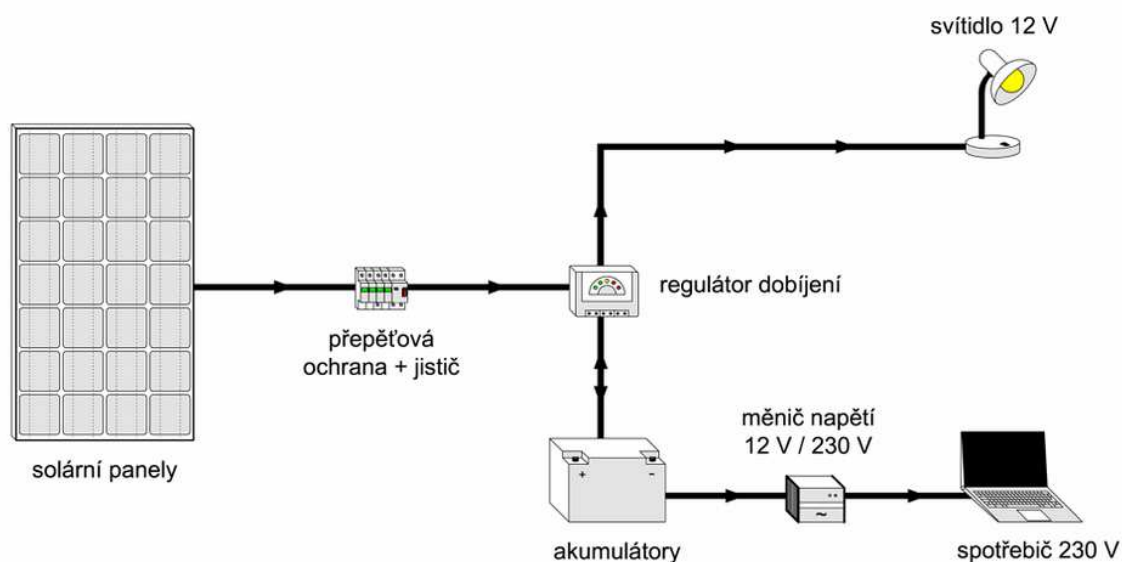 svítidlo 12 V
regulátor dobíjení
přepěťová
ochrana + jistič
solární panely
měnič napětí
12 V / 230 V
+ −
~
akumulátory
spotřebič 230 V